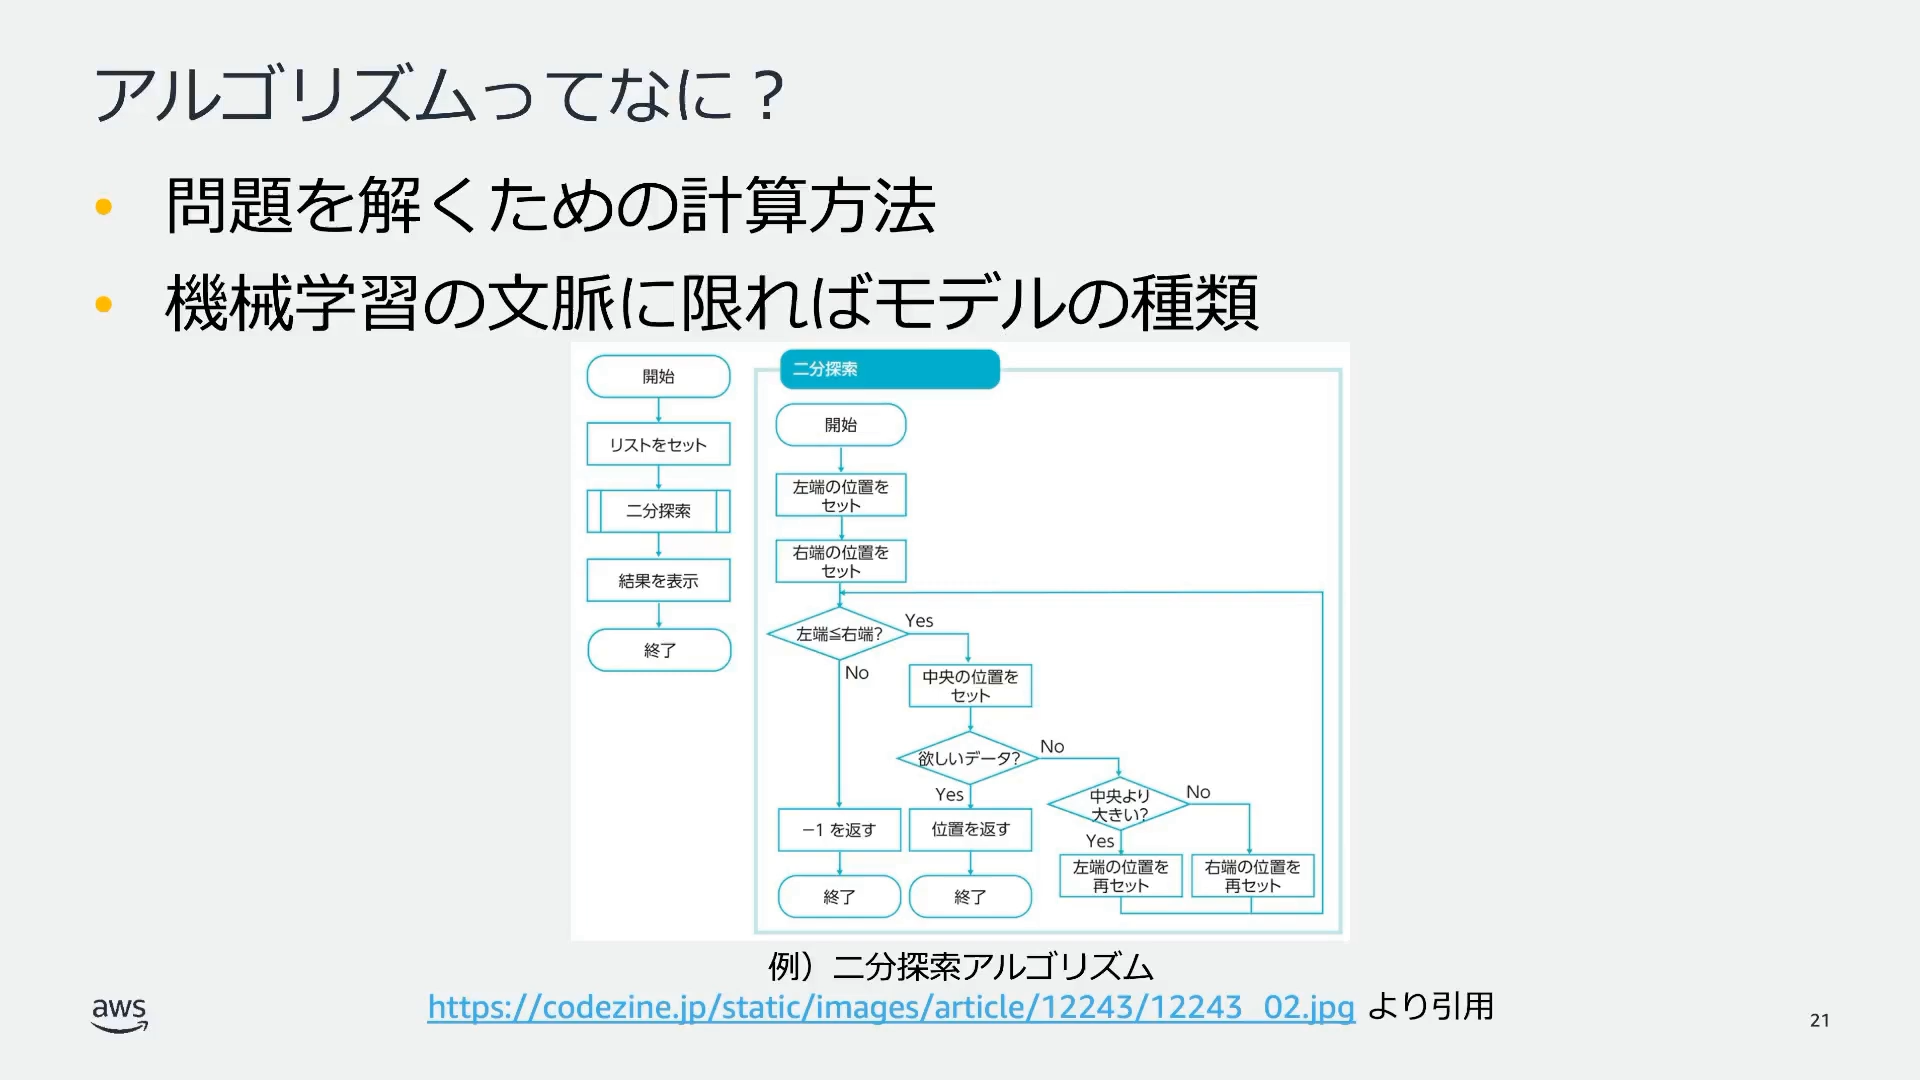 アルゴリズムってなに？
• 問題を解くための計算方法
• 機械学習の文脈に限ればモデルの種類
開始
リストをセット
二分探索
結果を表示
終了
二分探索
開始
左端の位置を
セット
右端の位置を
セット
左端≦右端?
Yes
No
中央の位置を
セット
欲しいデータ?
No
Yes
中央より
大きい?
No
Yes
−1 を返す
位置を返す
左端の位置を
再セット
右端の位置を
再セット
終了
終了
例）二分探索アルゴリズム
https://codezine.jp/static/images/article/12243/12243_02.jpg より引用
aws
21